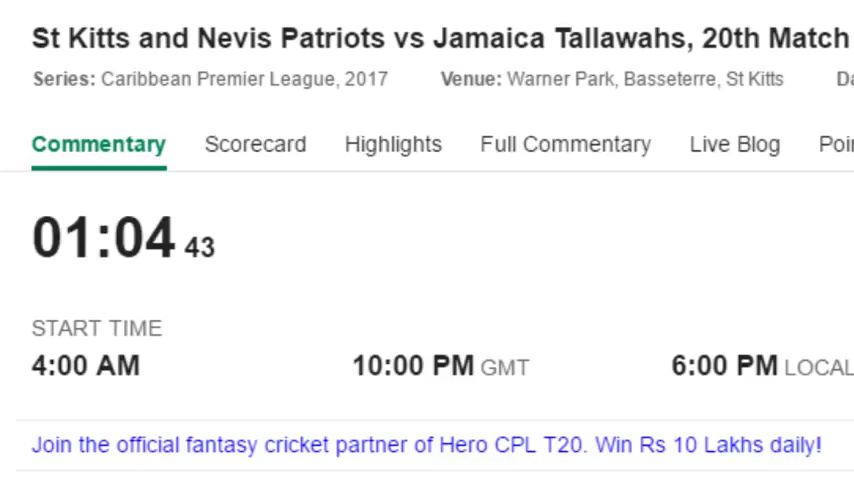 St Kitts and Nevis Patriots vs Jamaica Tallawahs, 20th Match
Series: Caribbean Premier League, 2017 Venue: Warner Park, Basseterre, St Kitts
Commentary Scorecard Highlights Full Commentary Live Blog
01:04 43
START TIME
4:00 AM 10:00 PM GMT 6:00 PM LOCAL
Join the official fantasy cricket partner of Hero CPL T20. Win Rs 10 Lakhs daily!